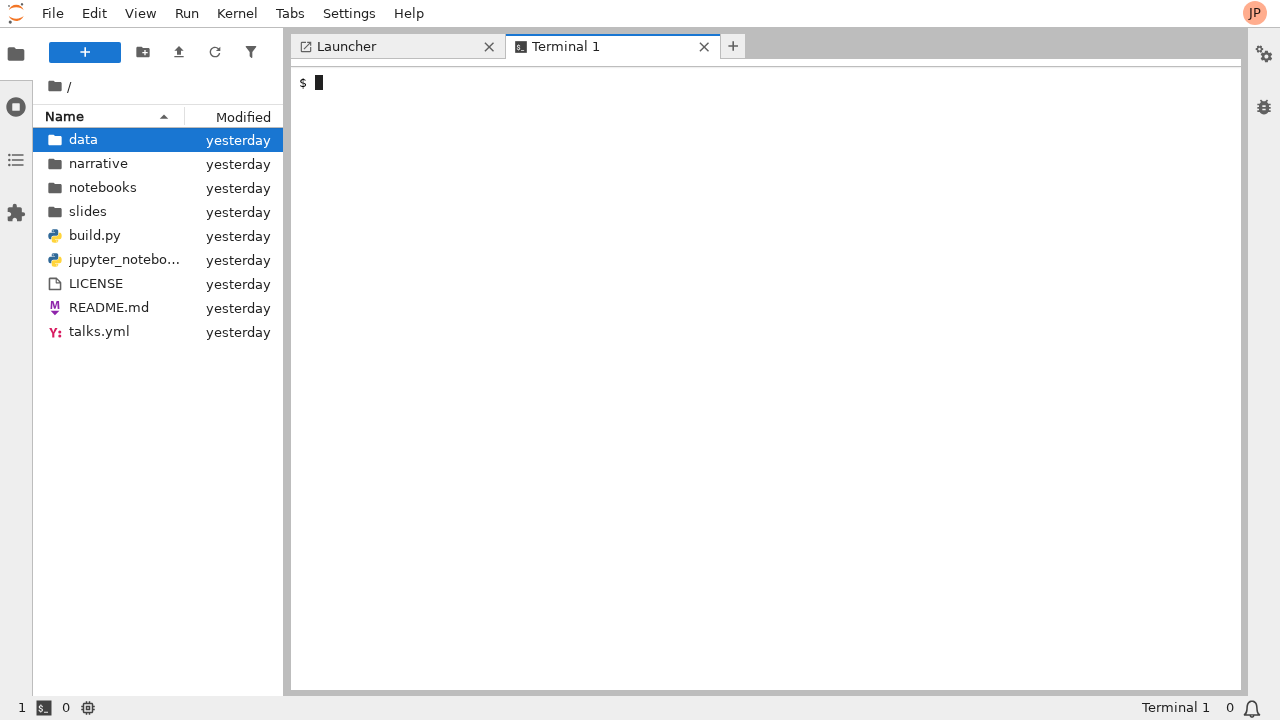 File Edit View Run Kernel Tabs Settings Help JP
Launcher Terminal 1
$
/
Name Modified
data yesterday
narrative yesterday
notebooks yesterday
slides yesterday
build.py yesterday
jupyter_notebo... yesterday
LICENSE yesterday
README.md yesterday
talks.yml yesterday
1 0 Terminal 1 0